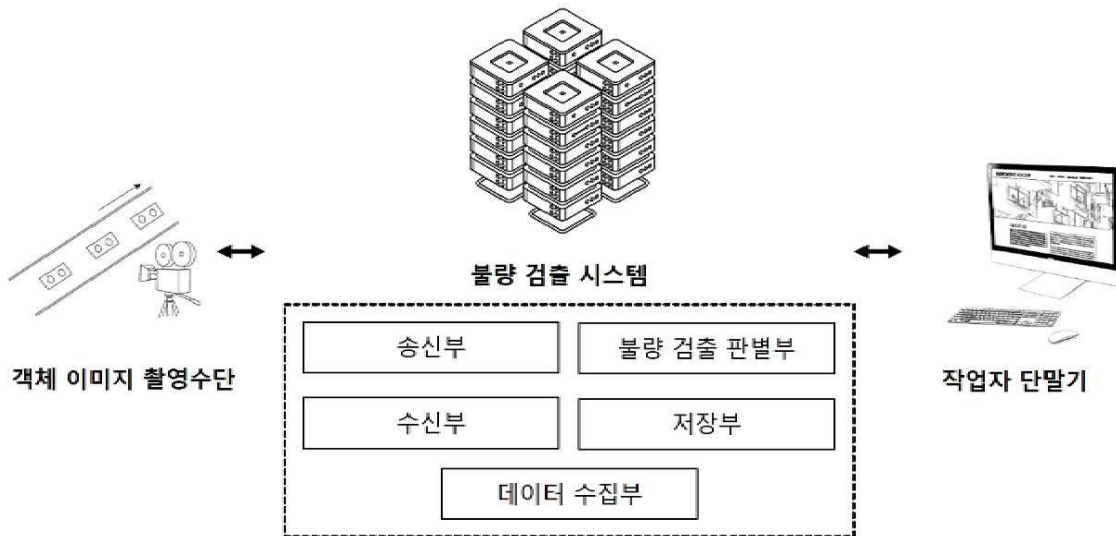 불량 검출 시스템
객체 이미지 촬영수단
송신부
불량 검출 판별부
수신부
저장부
데이터 수집부
작업자 단말기